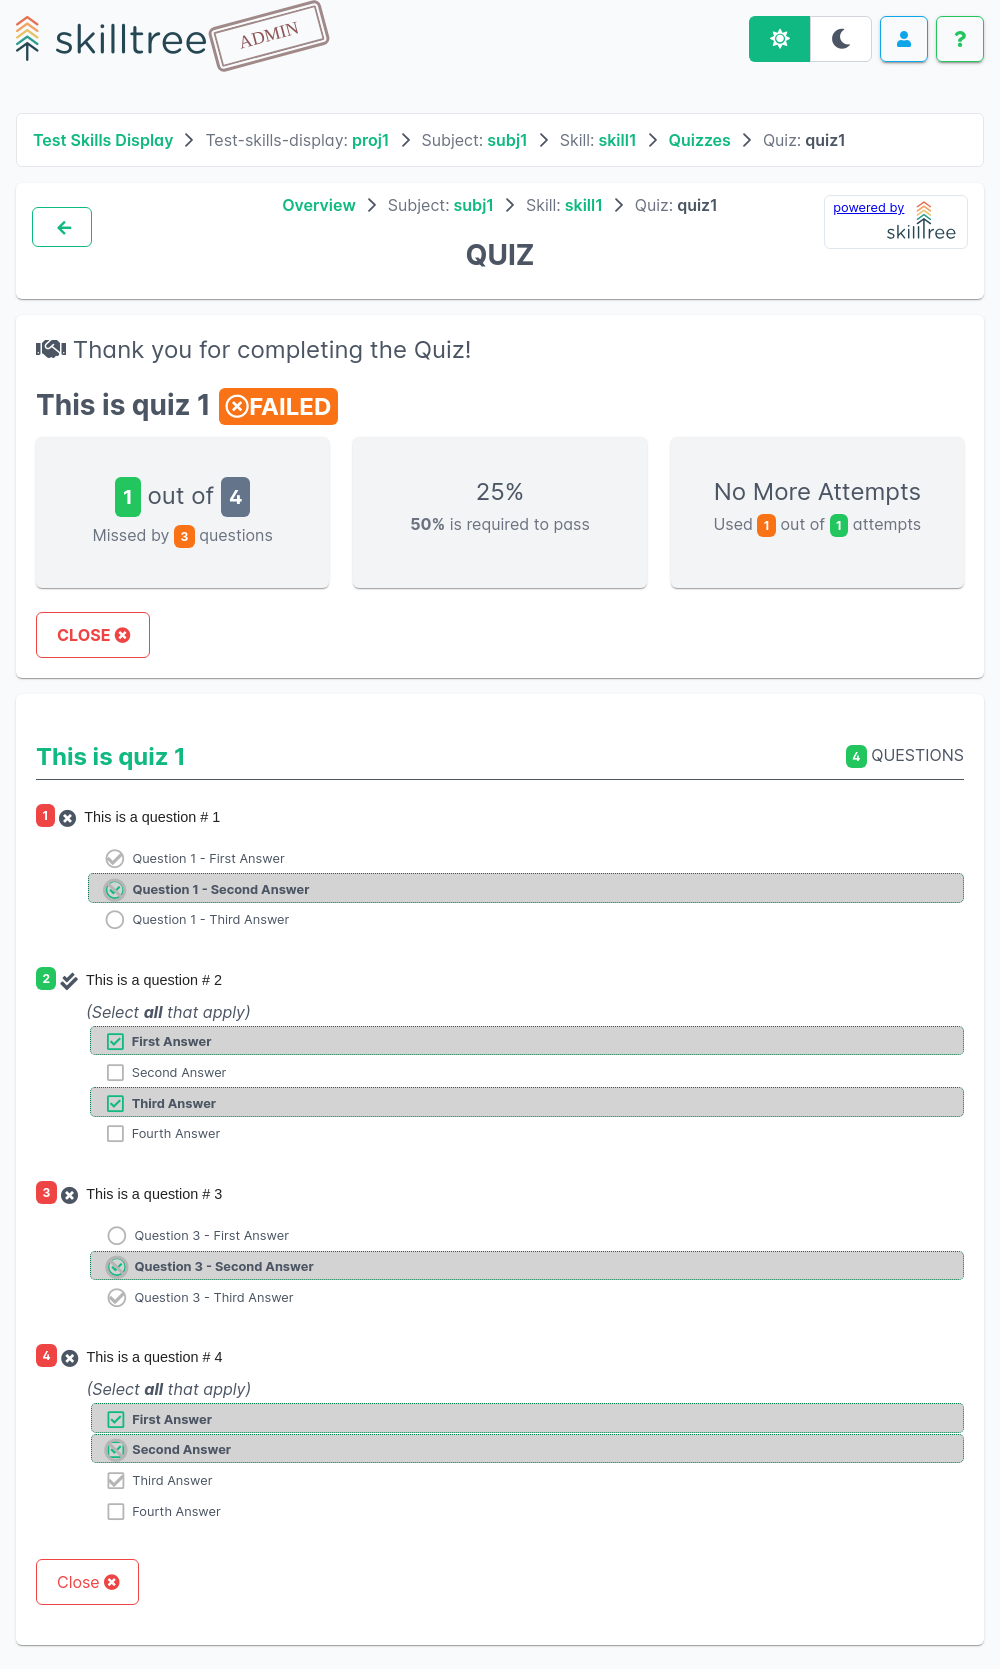 skilltree ADMIN
?
Test Skills Display > Test-skills-display: proj1 > Subject: subj1 > Skill: skill1 > Quizzes > Quiz: quiz1
Overview > Subject: subj1 > Skill: skill1 > Quiz: quiz1
powered by
skilltree
QUIZ
Thank you for completing the Quiz!
This is quiz 1 FAILED
1 out of 4
Missed by 3 questions
25%
50% is required to pass
No More Attempts
Used 1 out of 1 attempts
CLOSE
This is quiz 1
4 QUESTIONS
1 This is a question # 1
Question 1 - First Answer
Question 1 - Second Answer
Question 1 - Third Answer
2 This is a question # 2
(Select all that apply)
First Answer
Second Answer
Third Answer
Fourth Answer
3 This is a question # 3
Question 3 - First Answer
Question 3 - Second Answer
Question 3 - Third Answer
4 This is a question # 4
(Select all that apply)
First Answer
Second Answer
Third Answer
Fourth Answer
Close